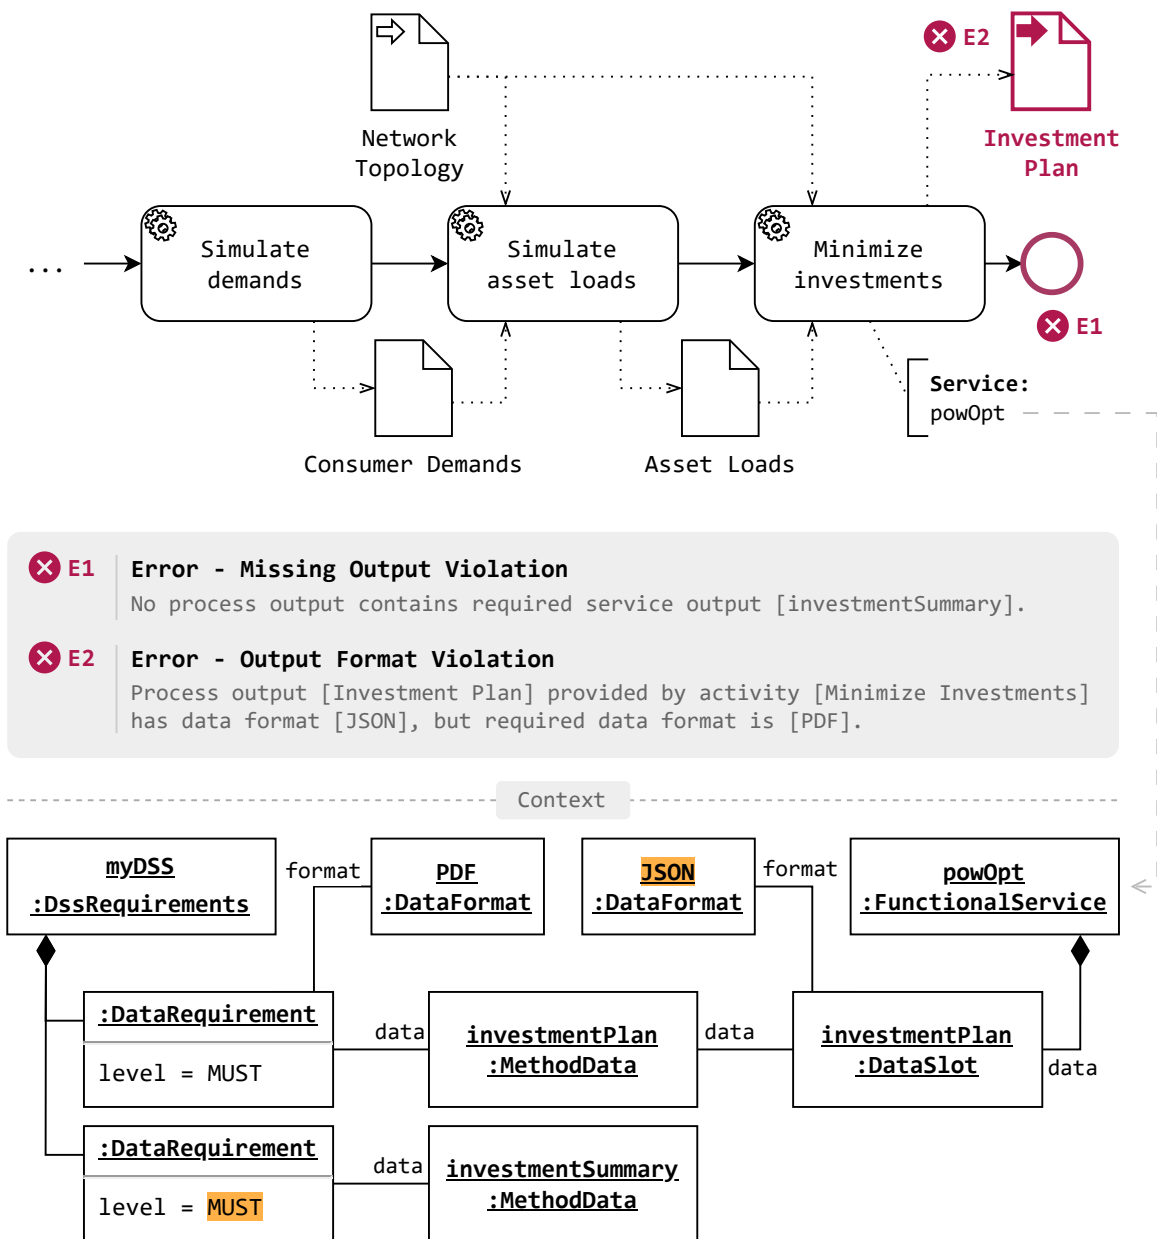 E2
Network
Topology
Investment
Plan
...
Simulate
demands
Simulate
asset loads
Minimize
investments
E1
Service:
powOpt
Consumer Demands
Asset Loads
E1
Error - Missing Output Violation
No process output contains required service output [investmentSummary].
E2
Error - Output Format Violation
Process output [Investment Plan] provided by activity [Minimize Investments]
has data format [JSON], but required data format is [PDF].
Context
myDSS
:DssRequirements
format
PDF
:DataFormat
JSON
:DataFormat
format
powOpt
:FunctionalService
:DataRequirement
level = MUST
data
investmentPlan
:MethodData
data
investmentPlan
:DataSlot
data
:DataRequirement
level = MUST
data
investmentSummary
:MethodData